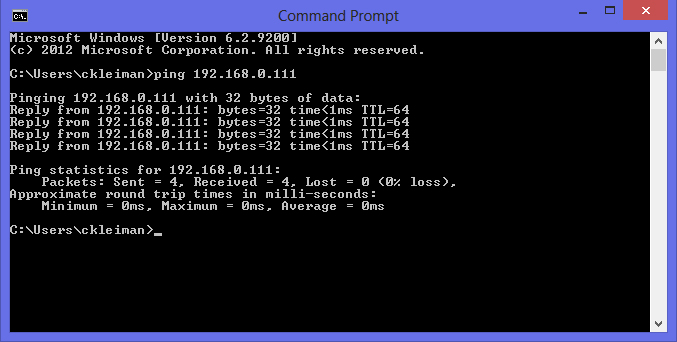 Command Prompt
Microsoft Windows [Version 6.2.9200]
(c) 2012 Microsoft Corporation. All rights reserved.
C:\Users\ckleiman>ping 192.168.0.111
Pinging 192.168.0.111 with 32 bytes of data:
Reply from 192.168.0.111: bytes=32 time<1ms TTL=64
Reply from 192.168.0.111: bytes=32 time<1ms TTL=64
Reply from 192.168.0.111: bytes=32 time<1ms TTL=64
Reply from 192.168.0.111: bytes=32 time<1ms TTL=64
Ping statistics for 192.168.0.111:
    Packets: Sent = 4, Received = 4, Lost = 0 (0% loss),
Approximate round trip times in milli-seconds:
    Minimum = 0ms, Maximum = 0ms, Average = 0ms
C:\Users\ckleiman>_